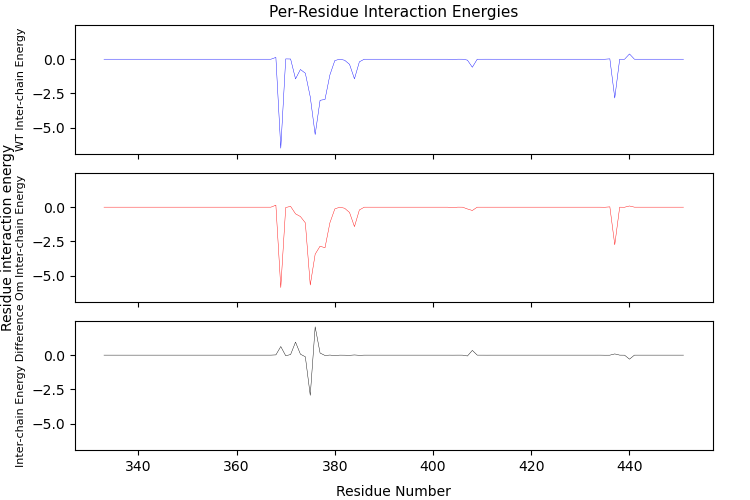 Per-Residue Interaction Energies
WT Inter-chain Energy
0.0
−2.5
−5.0
Residue interaction energy
Om Inter-chain Energy
0.0
−2.5
−5.0
Inter-chain Energy Difference
0.0
−2.5
−5.0
340 360 380 400 420 440
Residue Number